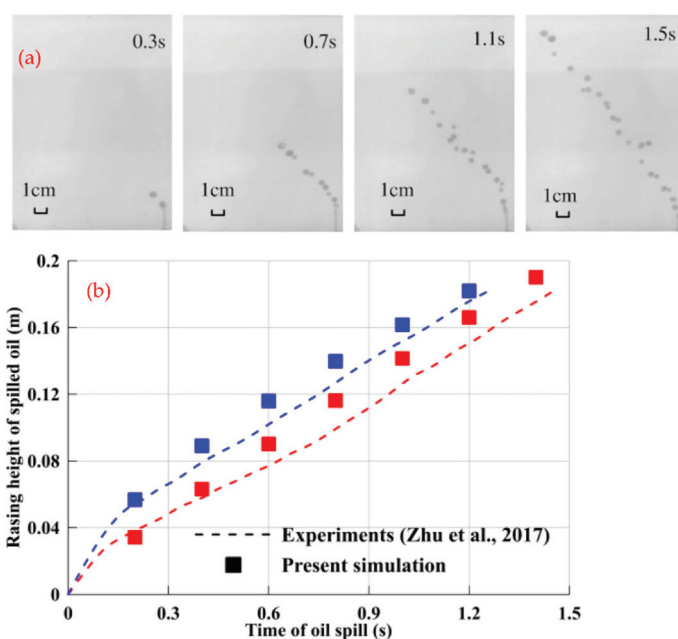 (a)
0.3s
0.7s
1.1s
1.5s
1cm
1cm
1cm
1cm
(b)
0.2
0.16
0.12
0.08
0.04
0
Rasing height of spilled oil (m)
Experiments (Zhu et al., 2017)
Present simulation
0 0.3 0.6 0.9 1.2 1.5
Time of oil spill (s)